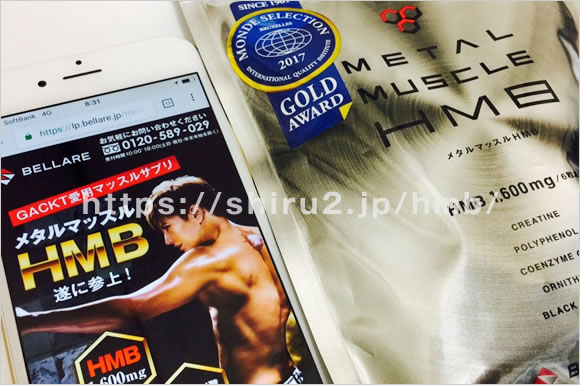 SoftBank 4G
8:31
https://lp.bellare.jp/m
お気軽にお問い合わせください
0120-589-029
BELLARE
GACKT愛用マッスルサプリ
メタルマッスル
HMB
遂に参上！
HMB
1,600mg
SINCE 1961
MONDE SELECTION
BRUXELLES
2017
INTERNATIONAL QUALITY INSTITUTE
GOLD
AWARD
METAL
MUSCLE
HMB
メタルマッスルHMB
HMB 1,600mg/6
CREATINE
POLYPHENOL
COENZYME
ORNITH
BLACK
https://shiru2.jp/hmb/